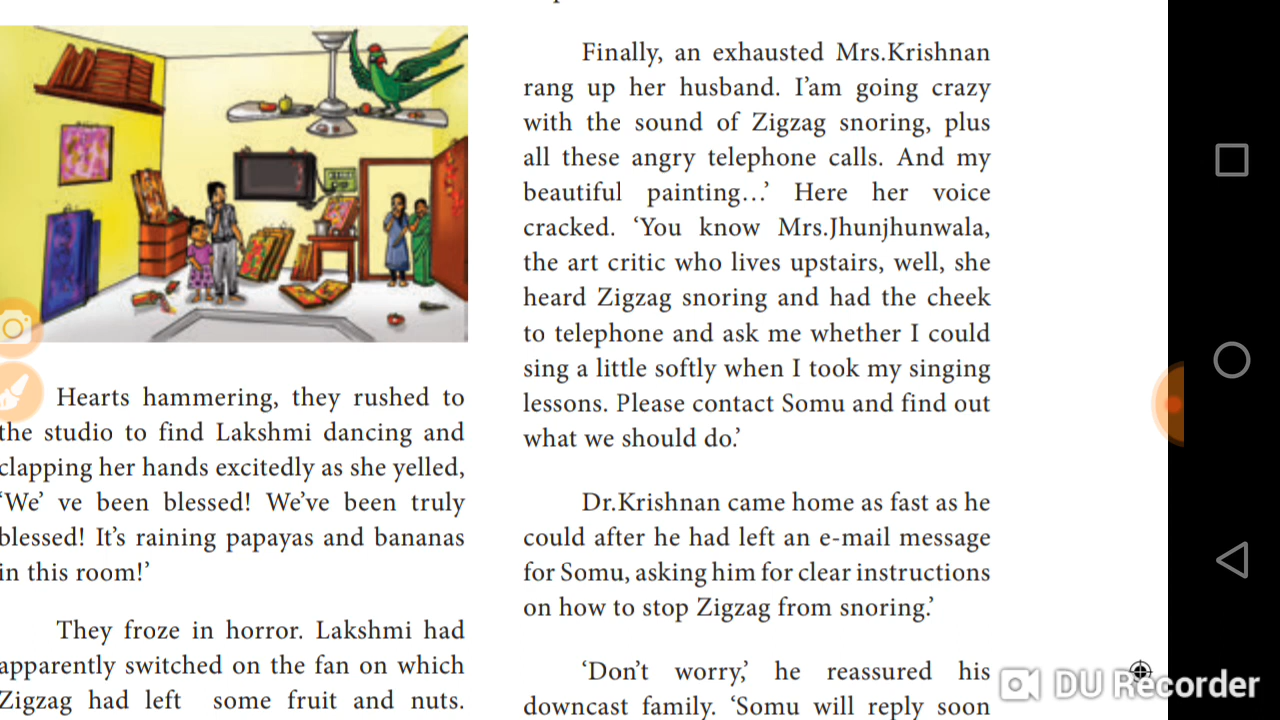 Hearts hammering, they rushed to
the studio to find Lakshmi dancing and
clapping her hands excitedly as she yelled,
‘We’ ve been blessed! We’ve been truly
blessed! It’s raining papayas and bananas
in this room!’
They froze in horror. Lakshmi had
apparently switched on the fan on which
Zigzag had left some fruit and nuts.
Finally, an exhausted Mrs.Krishnan
rang up her husband. I’am going crazy
with the sound of Zigzag snoring, plus
all these angry telephone calls. And my
beautiful painting…’ Here her voice
cracked. ‘You know Mrs.Jhunjhunwala,
the art critic who lives upstairs, well, she
heard Zigzag snoring and had the cheek
to telephone and ask me whether I could
sing a little softly when I took my singing
lessons. Please contact Somu and find out
what we should do.’
Dr.Krishnan came home as fast as he
could after he had left an e-mail message
for Somu, asking him for clear instructions
on how to stop Zigzag from snoring.’
‘Don’t worry,’ he reassured his
downcast family. ‘Somu will reply soon
DU Recorder